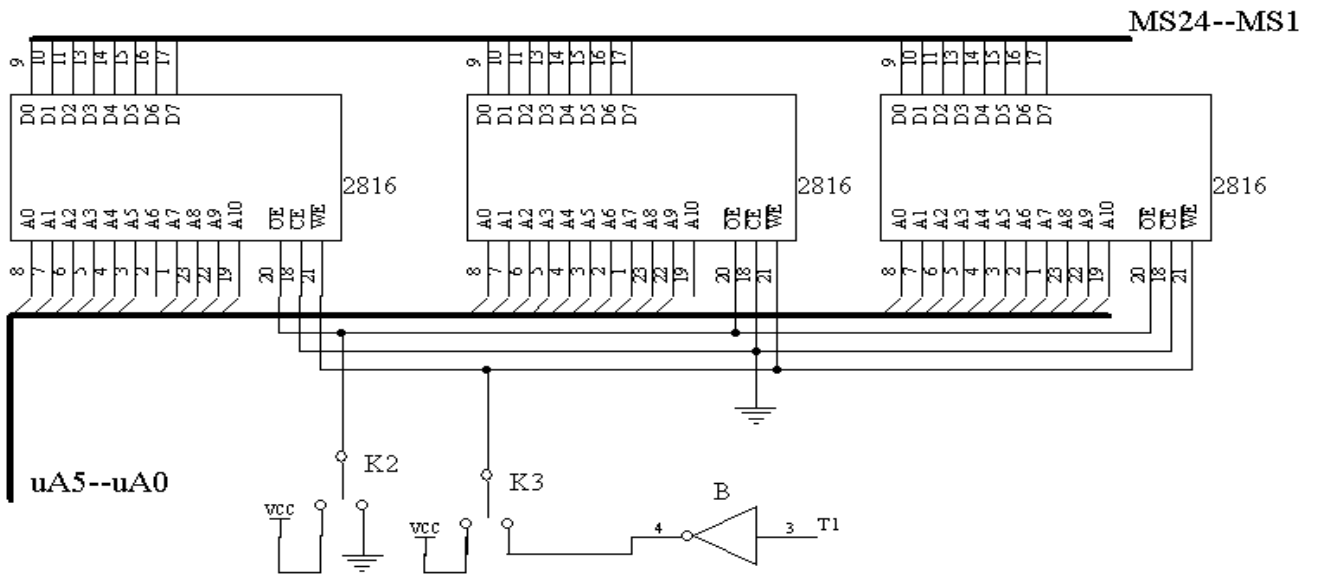 MS24--MS1
9 10 11 13 14 15 16 17
9 10 11 13 14 15 16 17
9 10 11 13 14 15 16 17
D0 D1 D2 D3 D4 D5 D6 D7
D0 D1 D2 D3 D4 D5 D6 D7
D0 D1 D2 D3 D4 D5 D6 D7
2816
2816
2816
A0 A1 A2 A3 A4 A5 A6 A7 A8 A9 A10 OE CE WE
A0 A1 A2 A3 A4 A5 A6 A7 A8 A9 A10 OE CE WE
A0 A1 A2 A3 A4 A5 A6 A7 A8 A9 A10 OE CE WE
8 7 6 5 4 3 2 1 23 22 19 20 18 21
8 7 6 5 4 3 2 1 23 22 19 20 18 21
8 7 6 5 4 3 2 1 23 22 19 20 18 21
uA5--uA0
K2
K3
B
VCC
VCC
4
3
T1